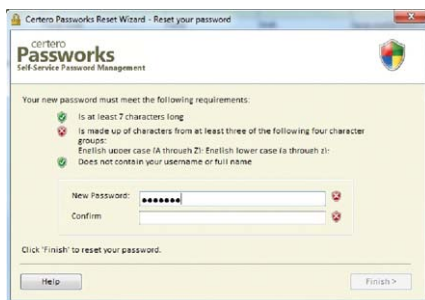 Certero Passworks Reset Wizard - Reset your password
certero
Passworks
Self-Service Password Management
Your new password must meet the following requirements:
Is at least 7 characters long
Is made up of characters from at least three of the following four character
groups:
English upper case (A through Z); English lower case (a through z);
Does not contain your username or full name
New Password:
Confirm
Click 'Finish' to reset your password.
Help
Finish >